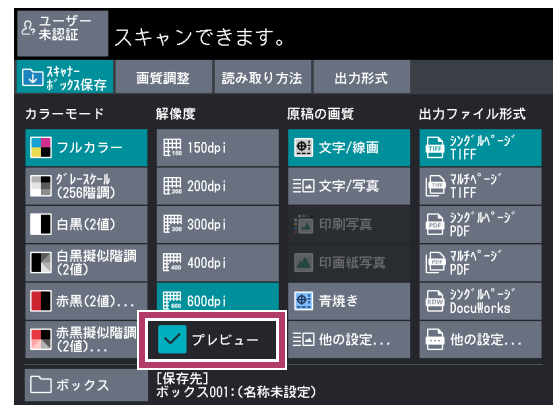 ユーザー
未認証
スキャンできます。
スキャナー
ボックス保存
画質調整
読み取り方法
出力形式
カラーモード
解像度
原稿の画質
出力ファイル形式
フルカラー
150dpi
文字/線画
シングルページ
TIFF
グレースケール
(256階調)
200dpi
文字/写真
マルチページ
TIFF
白黒(2値)
300dpi
印刷写真
シングルページ
PDF
白黒擬似階調
(2値)
400dpi
印画紙写真
マルチページ
PDF
赤黒(2値)...
600dpi
青焼き
シングルページ
DocuWorks
赤黒擬似階調
(2値)...
プレビュー
他の設定...
他の設定...
ボックス
[保存先]
ボックス001:(名称未設定)